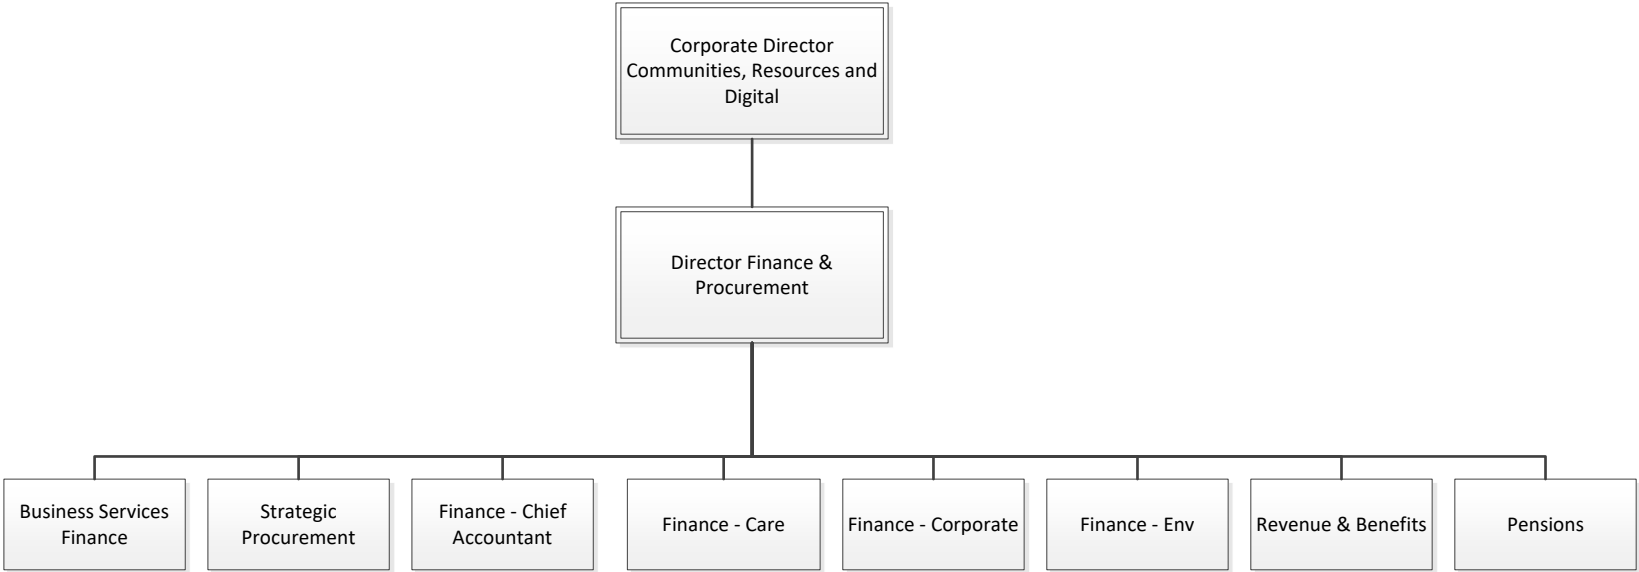 Corporate Director
Communities, Resources and
Digital
Director Finance &
Procurement
Business Services
Finance
Strategic
Procurement
Finance - Chief
Accountant
Finance - Care
Finance - Corporate
Finance - Env
Revenue & Benefits
Pensions